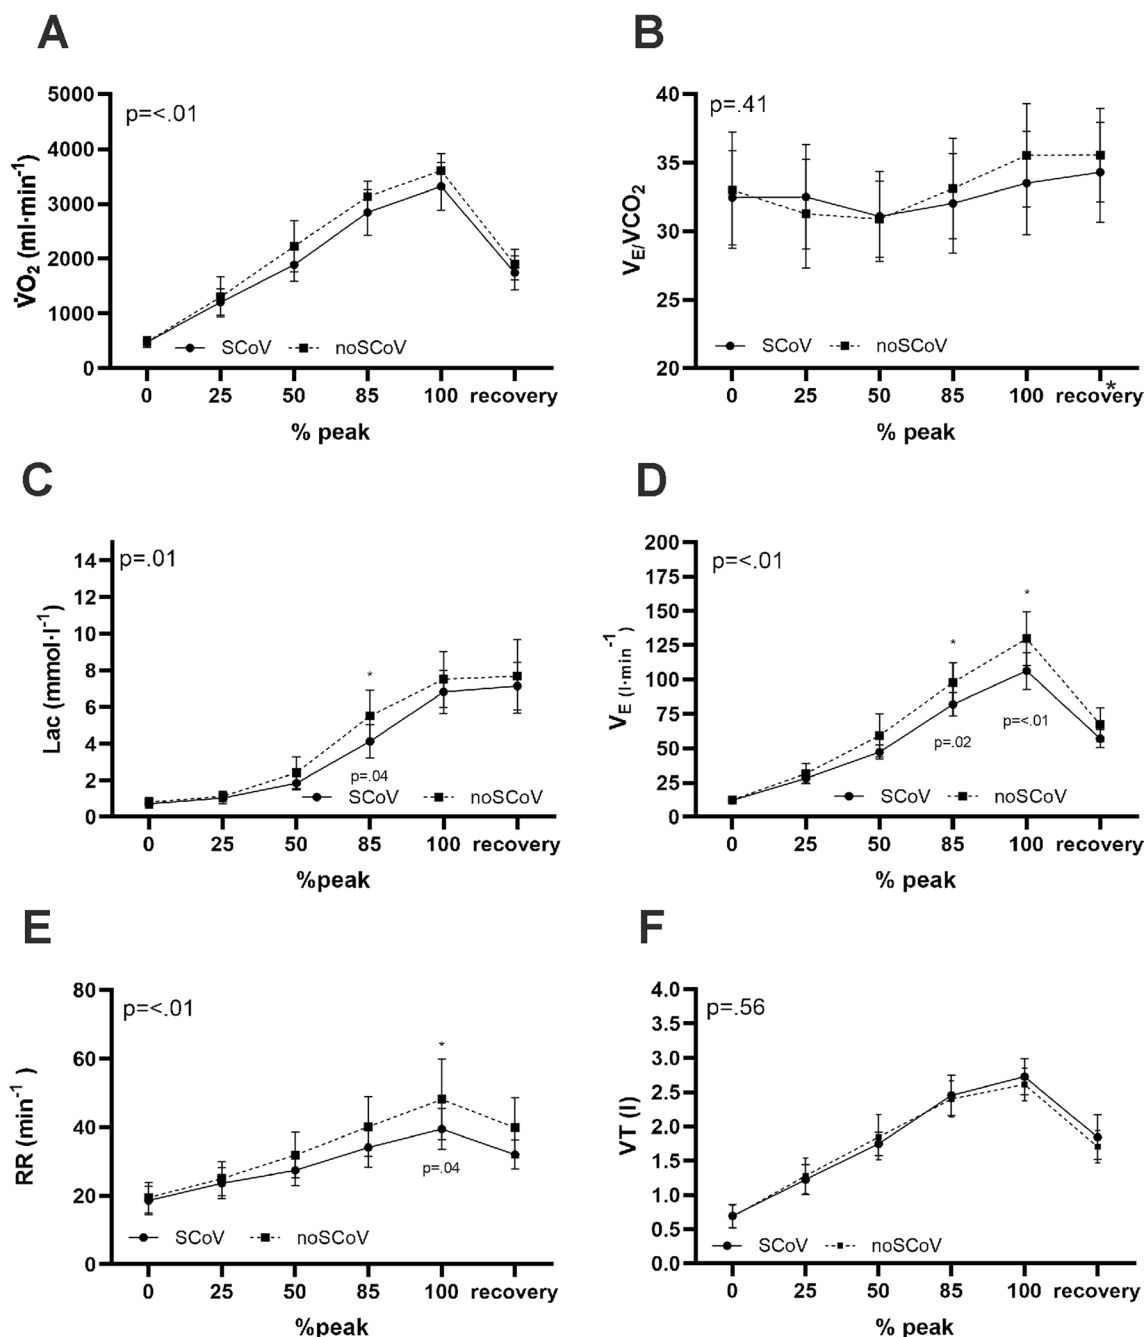 A
B
p=<.01
V̇O₂ (ml·min⁻¹)
5000
4000
3000
2000
1000
0
SCoV
noSCoV
0
25
50
85
100
recovery
% peak
p=.41
VE/VCO₂
40
35
30
25
20
SCoV
noSCoV
0
25
50
85
100
recovery
*
% peak
C
D
p=.01
Lac (mmol·l⁻¹)
14
12
10
8
6
4
2
0
*
p=.04
SCoV
noSCoV
0
25
50
85
100
recovery
%peak
p=<.01
VE (l·min⁻¹)
200
175
150
125
100
75
50
25
0
*
*
p=.02
p=<.01
SCoV
noSCoV
0
25
50
85
100
recovery
% peak
E
F
p=<.01
RR (min⁻¹)
80
60
40
20
0
*
p=.04
SCoV
noSCoV
0
25
50
85
100
recovery
%peak
p=.56
VT (l)
4.0
3.5
3.0
2.5
2.0
1.5
1.0
0.5
0.0
SCoV
noSCoV
0
25
50
85
100
recovery
% peak